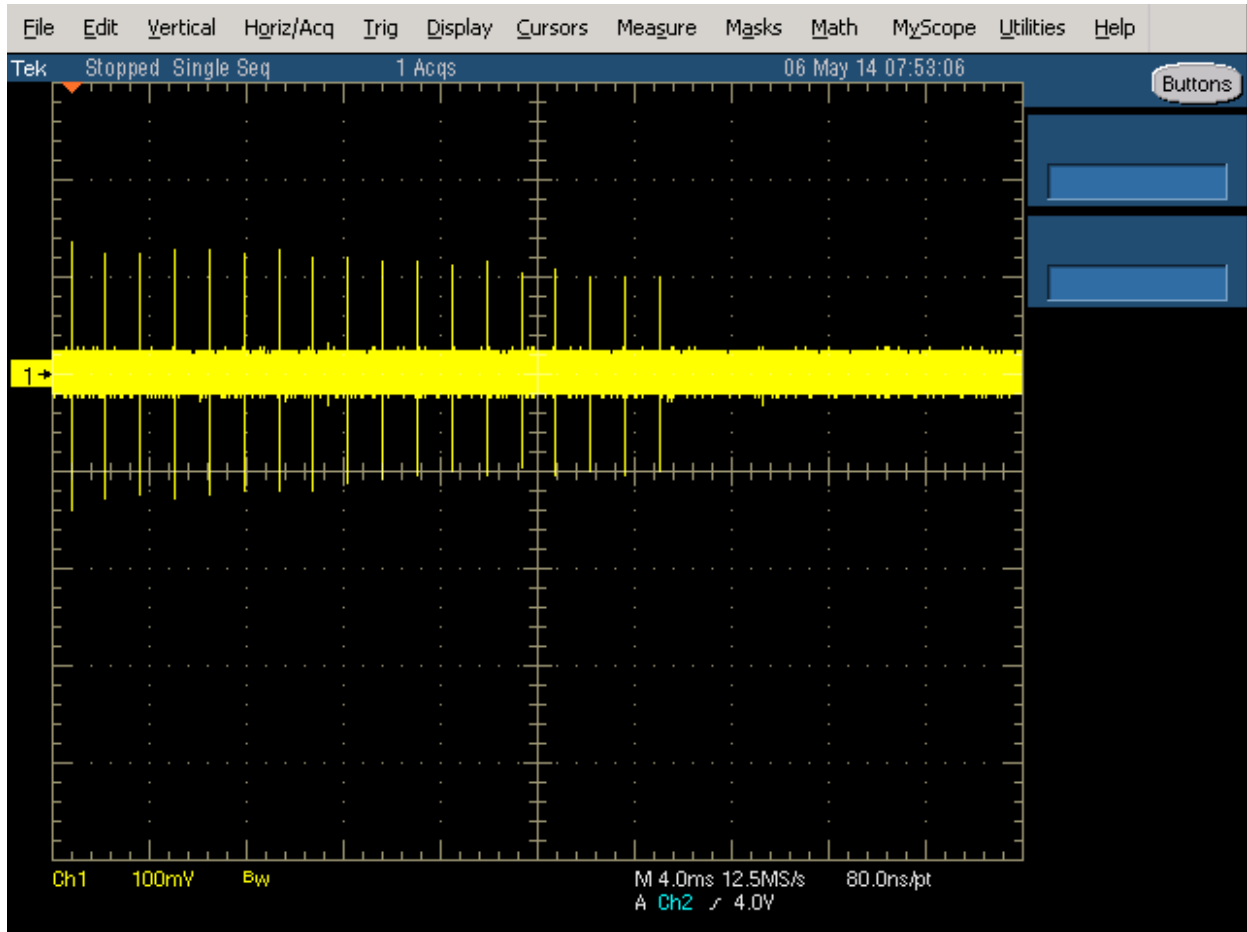 File Edit Vertical Horiz/Acq Trig Display Cursors Measure Masks Math MyScope Utilities Help
Tek Stopped Single Seq 1 Acqs 06 May 14 07:53:06
Buttons
1
Ch1 100mV BW M 4.0ms 12.5MS/s 80.0ns/pt
A Ch2 4.0V